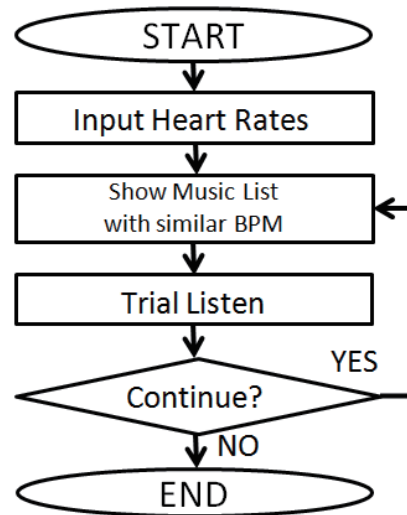 START
Input Heart Rates
Show Music List
with similar BPM
Trial Listen
YES
Continue?
NO
END